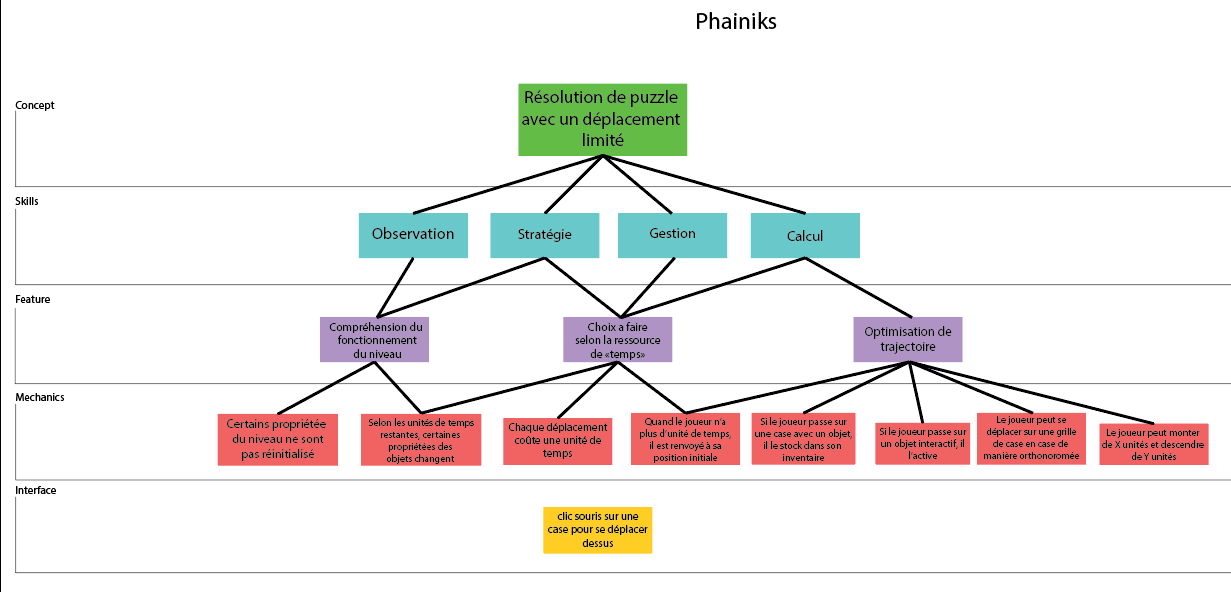 Phainiks
Concept
Résolution de puzzle
avec un déplacement
limité
Skills
Observation
Stratégie
Gestion
Calcul
Feature
Compréhension du
fonctionnement
du niveau
Choix a faire
selon la ressource
de «temps»
Optimisation de
trajectoire
Mechanics
Certains propriétée
du niveau ne sont
pas réinitialisé
Selon les unités de temps
restantes, certaines
propriétées des
objets changent
Chaque déplacement
coûte une unité de
temps
Quand le joueur n'a
plus d'unité de temps,
il est renvoyé à sa
position initiale
Si le joueur passe sur
une case avec un objet,
il le stock dans son
inventaire
Si le joueur passe sur
un objet interactif, il
l'active
Le joueur peut se
déplacer sur une grille
de case en case de
manière orthonoromée
Le joueur peut monter
de X unités et descendre
de Y unités
Interface
clic souris sur une
case pour se déplacer
dessus